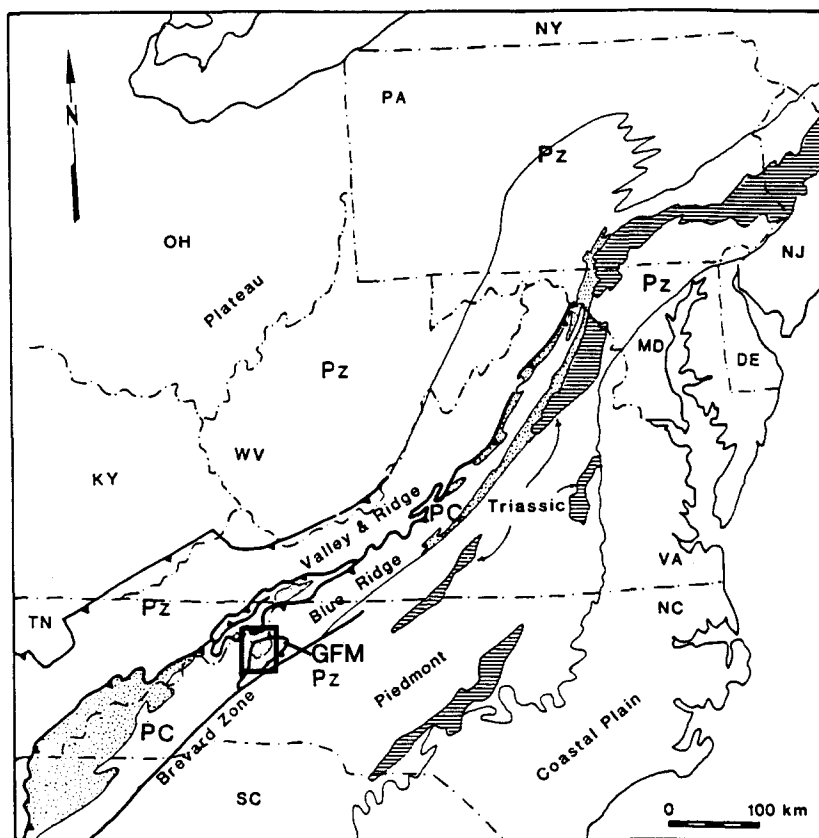 NY
PA
N
Pz
OH
NJ
Pz
Plateau
MD
DE
Pz
WV
KY
Valley & Ridge
Triassic
PC
VA
Blue Ridge
TN
Pz
NC
GFM
Pz
Piedmont
PC
Brevard Zone
Coastal Plain
SC
0 100 km